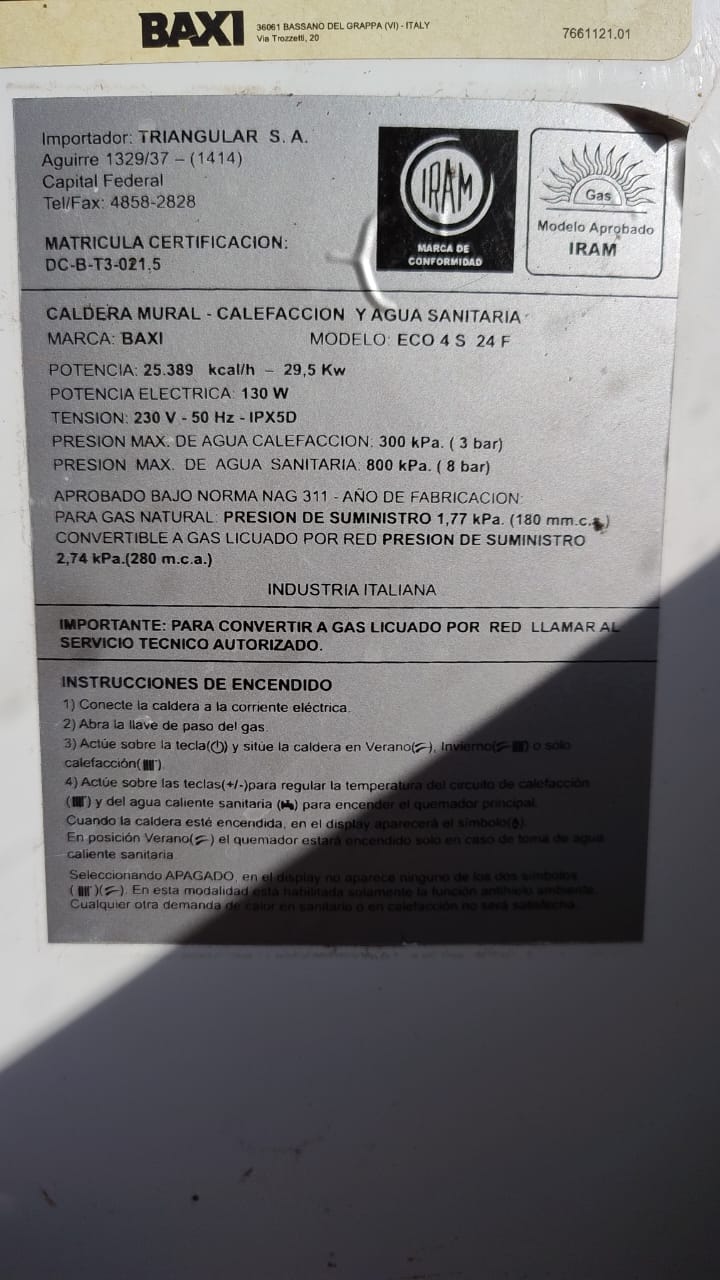 BAXI
36061 BASSANO DEL GRAPPA (VI) - ITALY
Via Trozzetti, 20
7661121.01
Importador: TRIANGULAR S. A.
Aguirre 1329/37 – (1414)
Capital Federal
Tel/Fax: 4858-2828
MATRICULA CERTIFICACION:
DC-B-T3-021.5
IRAM
MARCA DE
CONFORMIDAD
Gas
Modelo Aprobado
IRAM
CALDERA MURAL - CALEFACCION Y AGUA SANITARIA
MARCA: BAXI MODELO: ECO 4 S 24 F
POTENCIA: 25.389 kcal/h – 29,5 Kw
POTENCIA ELECTRICA: 130 W
TENSION: 230 V - 50 Hz - IPX5D
PRESION MAX. DE AGUA CALEFACCION: 300 kPa. ( 3 bar)
PRESION MAX. DE AGUA SANITARIA: 800 kPa. ( 8 bar)
APROBADO BAJO NORMA NAG 311 - AÑO DE FABRICACION:
PARA GAS NATURAL: PRESION DE SUMINISTRO 1,77 kPa. (180 mm.c.a.)
CONVERTIBLE A GAS LICUADO POR RED PRESION DE SUMINISTRO
2,74 kPa.(280 m.c.a.)
INDUSTRIA ITALIANA
IMPORTANTE: PARA CONVERTIR A GAS LICUADO POR RED LLAMAR AL
SERVICIO TECNICO AUTORIZADO.
INSTRUCCIONES DE ENCENDIDO
1) Conecte la caldera a la corriente eléctrica.
2) Abra la llave de paso del gas.
3) Actúe sobre la tecla( ) y sitúe la caldera en Verano( ), Invierno( ) o solo
calefacción( ).
4) Actúe sobre las teclas(+/-)para regular la temperatura del circuito de calefacción
( ) y del agua caliente sanitaria ( ) para encender el quemador principal.
Cuando la caldera esté encendida, en el display aparecerá el símbolo( ).
En posición Verano( ) el quemador estará encendido solo en caso de toma de agua
caliente sanitaria.
Seleccionando APAGADO, en el display no aparece ninguno de los dos símbolos
( )( ). En esta modalidad está habilitada solamente la función antihielo ambiente.
Cualquier otra demanda de calor en sanitario o en calefacción no será satisfecha.